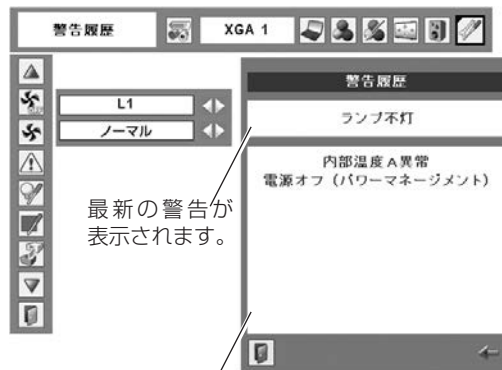 警告履歴
XGA 1
警告履歴
L1
ランプ不灯
ノーマル
内部温度A異常
電源オフ（パワーマネージメント）
最新の警告が
表示されます。